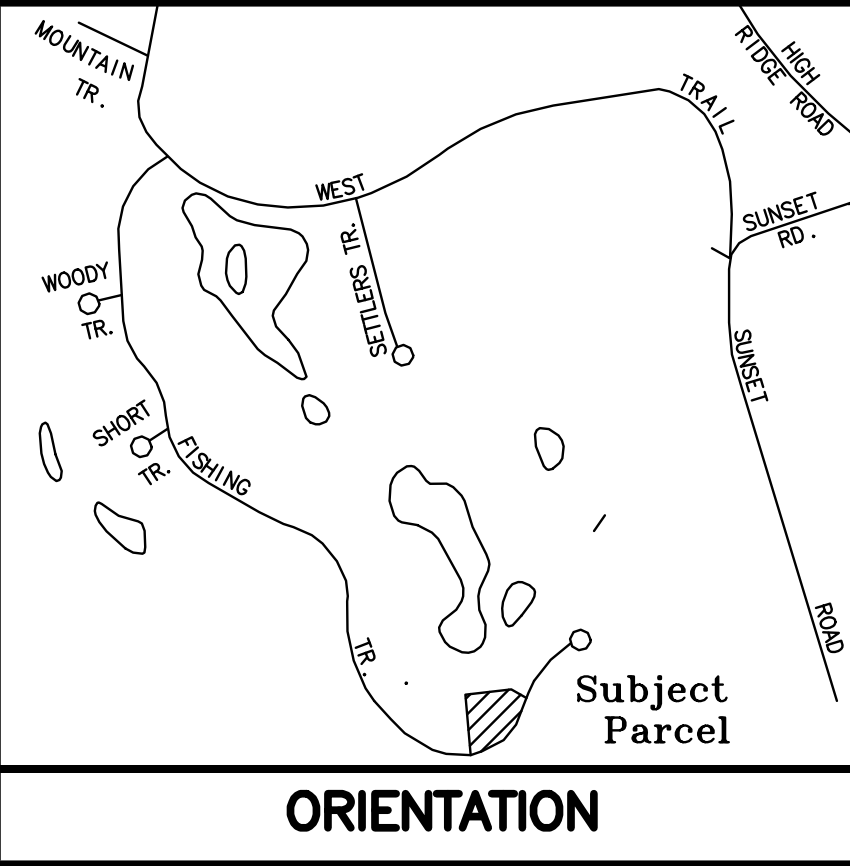 MOUNTAIN
TR.
HIGH
RIDGE ROAD
TRAIL
WEST
SUNSET
RD.
SETTLERS TR.
WOODY
TR.
SUNSET
SHORT
TR.
FISHING
ROAD
TR.
Subject
Parcel
ORIENTATION